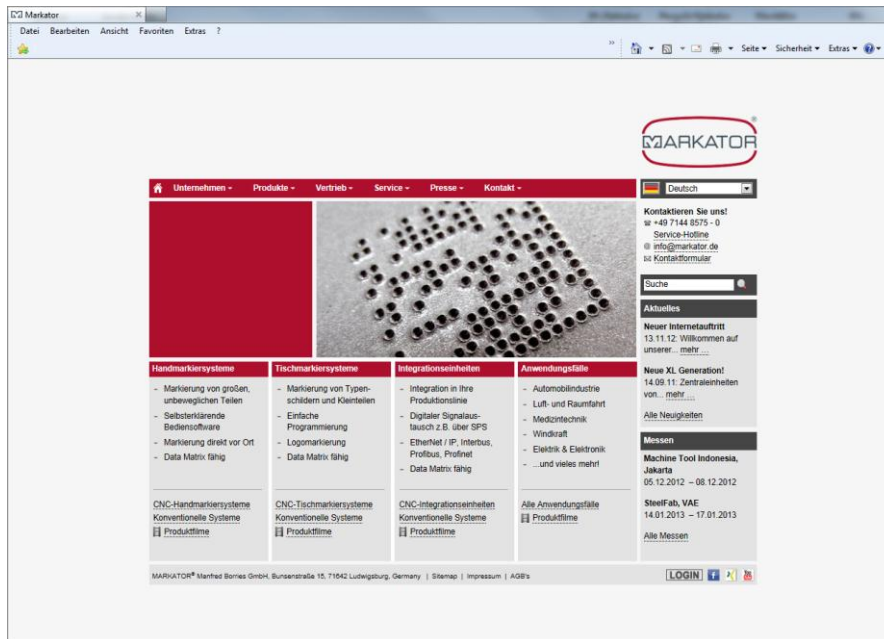 Markator
Datei Bearbeiten Ansicht Favoriten Extras ?
Seite Sicherheit Extras
MARKATOR®
Unternehmen Produkte Vertrieb Service Presse Kontakt
Deutsch
Kontaktieren Sie uns!
+49 7144 8575 - 0
Service-Hotline
info@markator.de
Kontaktformular
Suche
Aktuelles
Neuer Internetauftritt
13.11.12: Willkommen auf
unserer... mehr ...
Neue XL Generation!
14.09.11: Zentraleinheiten
von... mehr ...
Alle Neuigkeiten
Messen
Machine Tool Indonesia,
Jakarta
05.12.2012 – 08.12.2012
SteelFab, VAE
14.01.2013 – 17.01.2013
Alle Messen
Handmarkiersysteme
– Markierung von großen,
unbeweglichen Teilen
– Selbsterklärende
Bediensoftware
– Markierung direkt vor Ort
– Data Matrix fähig
CNC-Handmarkiersysteme
Konventionelle Systeme
Produktfilme
Tischmarkiersysteme
– Markierung von Typen-
schildern und Kleinteilen
– Einfache
Programmierung
– Logomarkierung
– Data Matrix fähig
CNC-Tischmarkiersysteme
Konventionelle Systeme
Produktfilme
Integrationseinheiten
– Integration in Ihre
Produktionslinie
– Digitaler Signalaus-
tausch z.B. über SPS
– EtherNet / IP, Interbus,
Profibus, Profinet
– Data Matrix fähig
CNC-Integrationseinheiten
Konventionelle Systeme
Produktfilme
Anwendungsfälle
– Automobilindustrie
– Luft- und Raumfahrt
– Medizintechnik
– Windkraft
– Elektrik & Elektronik
– ...und vieles mehr!
Alle Anwendungsfälle
Produktfilme
MARKATOR® Manfred Borries GmbH, Bunsenstraße 15, 71642 Ludwigsburg, Germany | Sitemap | Impressum | AGB's
LOGIN